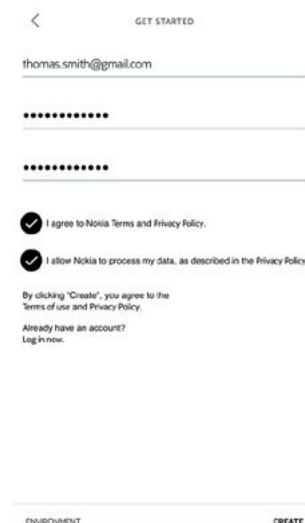 GET STARTED
thomas.smith@gmail.com
••••••••••••
••••••••••••
I agree to Nokia Terms and Privacy Policy.
I allow Nokia to process my data, as described in the Privacy Policy
By clicking "Create", you agree to the
Terms of use and Privacy Policy.
Already have an account?
Log in now.
ENVIRONMENT
CREATE